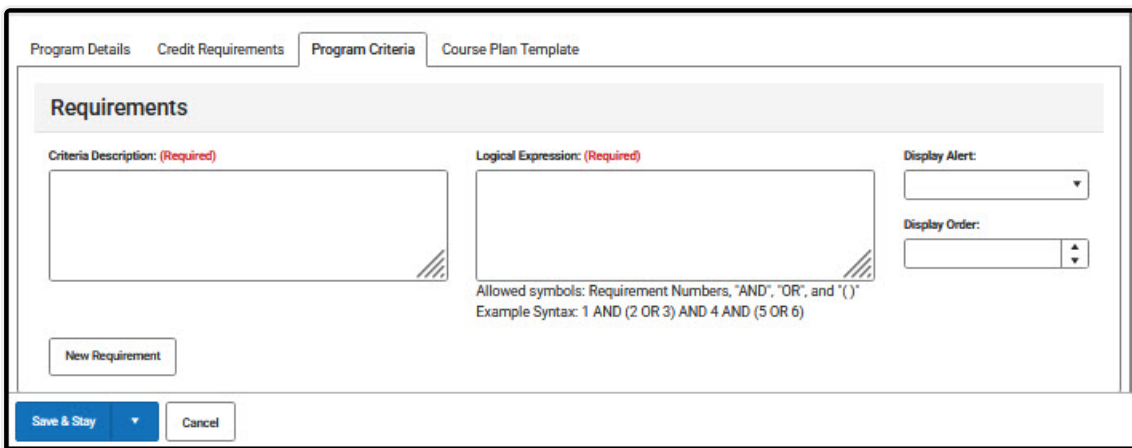 Program Details Credit Requirements Program Criteria Course Plan Template
Requirements
Criteria Description: (Required) Logical Expression: (Required) Display Alert:
Display Order:
Allowed symbols: Requirement Numbers, "AND", "OR", and "( )"
Example Syntax: 1 AND (2 OR 3) AND 4 AND (5 OR 6)
New Requirement
Save & Stay Cancel